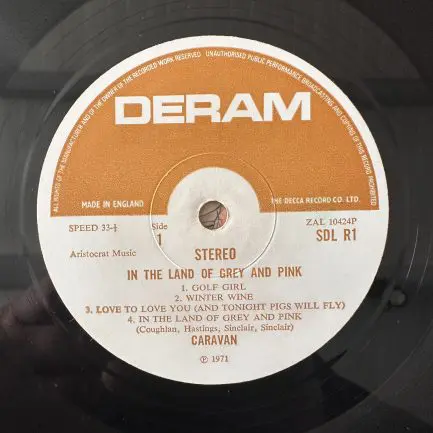 ALL RIGHTS OF THE MANUFACTURER AND OF THE OWNER OF THE RECORDED WORK RESERVED UNAUTHORISED PUBLIC PERFORMANCE BROADCASTING AND COPYING OF THIS RECORD PROHIBITED
DERAM
MADE IN ENGLAND
THE DECCA RECORD CO. LTD.
SPEED 33⅓
Side
1
ZAL 10424P
SDL R1
Aristocrat Music
STEREO
IN THE LAND OF GREY AND PINK
1. GOLF GIRL
2. WINTER WINE
3. LOVE TO LOVE YOU (AND TONIGHT PIGS WILL FLY)
4. IN THE LAND OF GREY AND PINK
(Coughlan, Hastings, Sinclair, Sinclair)
CARAVAN
℗ 1971